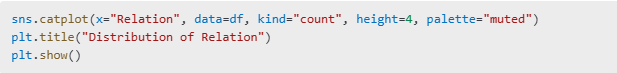 sns.catplot(x="Relation", data=df, kind="count", height=4, palette="muted")
plt.title("Distribution of Relation")
plt.show()